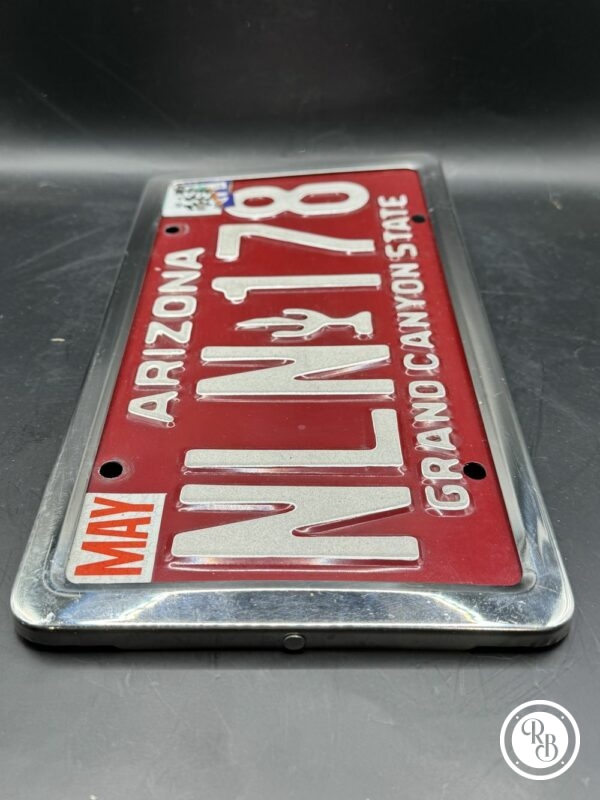 ARIZONA
MAY
NLN 178
GRAND CANYON STATE
RB